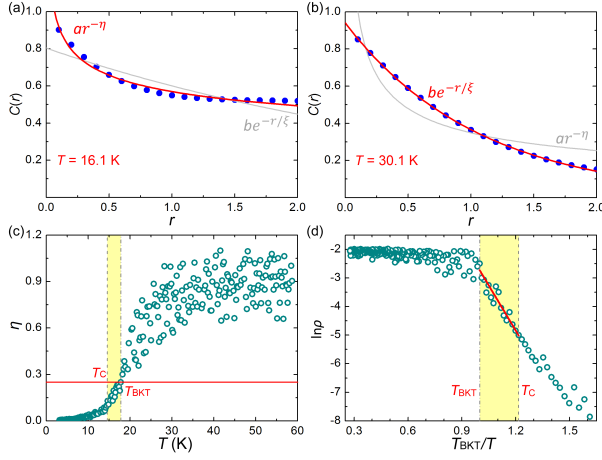 (a)
1.0
0.8
0.6
0.4
0.2
C(r)
ar⁻η
be⁻r/ξ
T = 16.1 K
0.0 0.5 1.0 1.5 2.0
r
(b)
1.0
0.8
0.6
0.4
0.2
C(r)
be⁻r/ξ
ar⁻η
T = 30.1 K
0.0 0.5 1.0 1.5 2.0
r
(c)
1.2
0.9
0.6
0.3
0.0
η
TC
TBKT
0 10 20 30 40 50 60
T (K)
(d)
-2
-3
-4
-5
-6
-7
-8
lnρ
TBKT
TC
0.3 0.6 0.9 1.2 1.5
TBKT/T